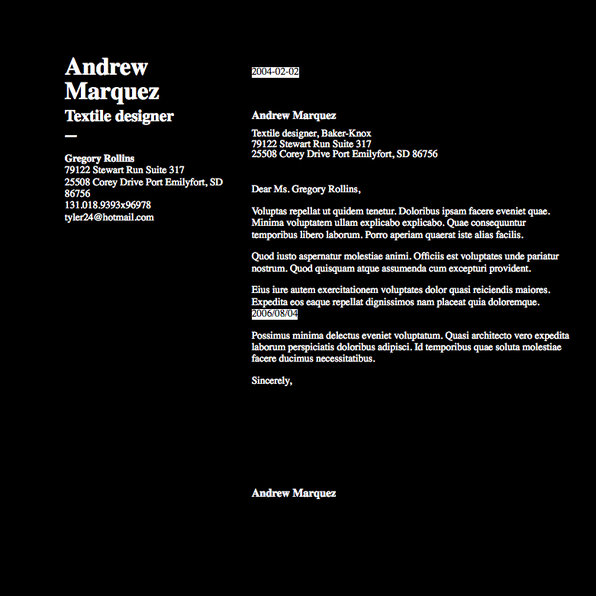 Andrew
Marquez
Textile designer
—
Gregory Rollins
79122 Stewart Run Suite 317
25508 Corey Drive Port Emilyfort, SD
86756
131.018.9393x96978
tyler24@hotmail.com
2004-02-02
Andrew Marquez
Textile designer, Baker-Knox
79122 Stewart Run Suite 317
25508 Corey Drive Port Emilyfort, SD 86756
Dear Ms. Gregory Rollins,
Voluptas repellat ut quidem tenetur. Doloribus ipsam facere eveniet quae.
Minima voluptatem ullam explicabo explicabo. Quae consequuntur
temporibus libero laborum. Porro aperiam quaerat iste alias facilis.
Quod iusto aspernatur molestiae animi. Officiis est voluptates unde pariatur
nostrum. Quod quisquam atque assumenda cum excepturi provident.
Eius iure autem exercitationem voluptates dolor quasi reiciendis maiores.
Expedita eos eaque repellat dignissimos nam placeat quia doloremque.
2006/08/04
Possimus minima delectus eveniet voluptatum. Quasi architecto vero expedita
laborum perspiciatis doloribus adipisci. Id temporibus quae soluta molestiae
facere ducimus necessitatibus.
Sincerely,
Andrew Marquez